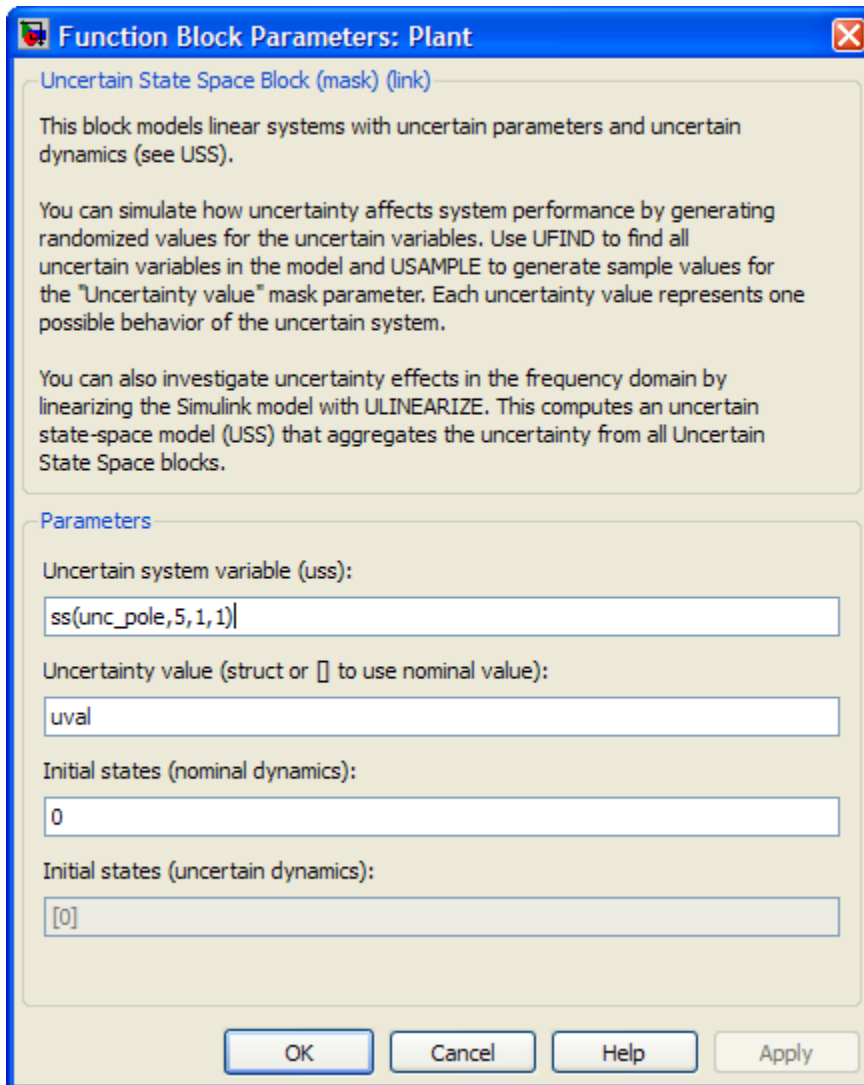 Function Block Parameters: Plant
Uncertain State Space Block (mask) (link)
This block models linear systems with uncertain parameters and uncertain
dynamics (see USS).
You can simulate how uncertainty affects system performance by generating
randomized values for the uncertain variables. Use UFIND to find all
uncertain variables in the model and USAMPLE to generate sample values for
the "Uncertainty value" mask parameter. Each uncertainty value represents one
possible behavior of the uncertain system.
You can also investigate uncertainty effects in the frequency domain by
linearizing the Simulink model with ULINEARIZE. This computes an uncertain
state-space model (USS) that aggregates the uncertainty from all Uncertain
State Space blocks.
Parameters
Uncertain system variable (uss):
ss(unc_pole,5,1,1)
Uncertainty value (struct or [] to use nominal value):
uval
Initial states (nominal dynamics):
0
Initial states (uncertain dynamics):
[0]
OK Cancel Help Apply